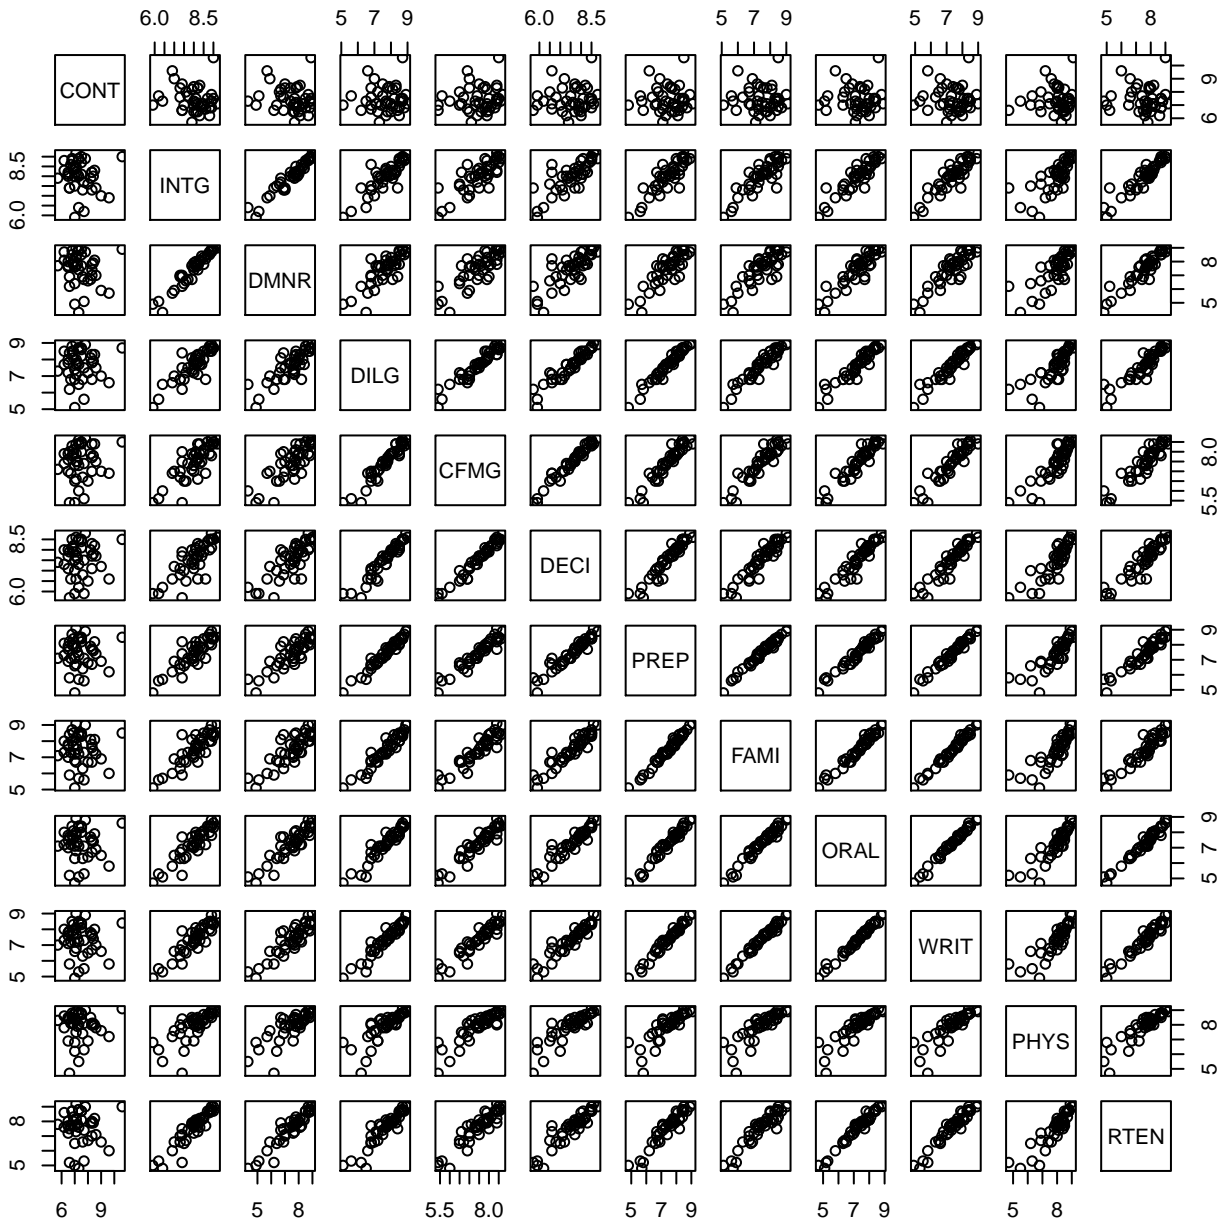 6.0 8.5 5 7 9 6.0 8.5 5 7 9 5 7 9 5 8
CONT 6 9
6.0 8.5 INTG
DMNR 5 8
5 7 9 DILG
CFMG 5.5 8.0
6.0 8.5 DECI
PREP 5 7 9
5 7 9 FAMI
ORAL 5 7 9
5 7 9 WRIT
PHYS 5 8
5 8 RTEN
6 9 5 8 5.5 8.0 5 7 9 5 7 9 5 8